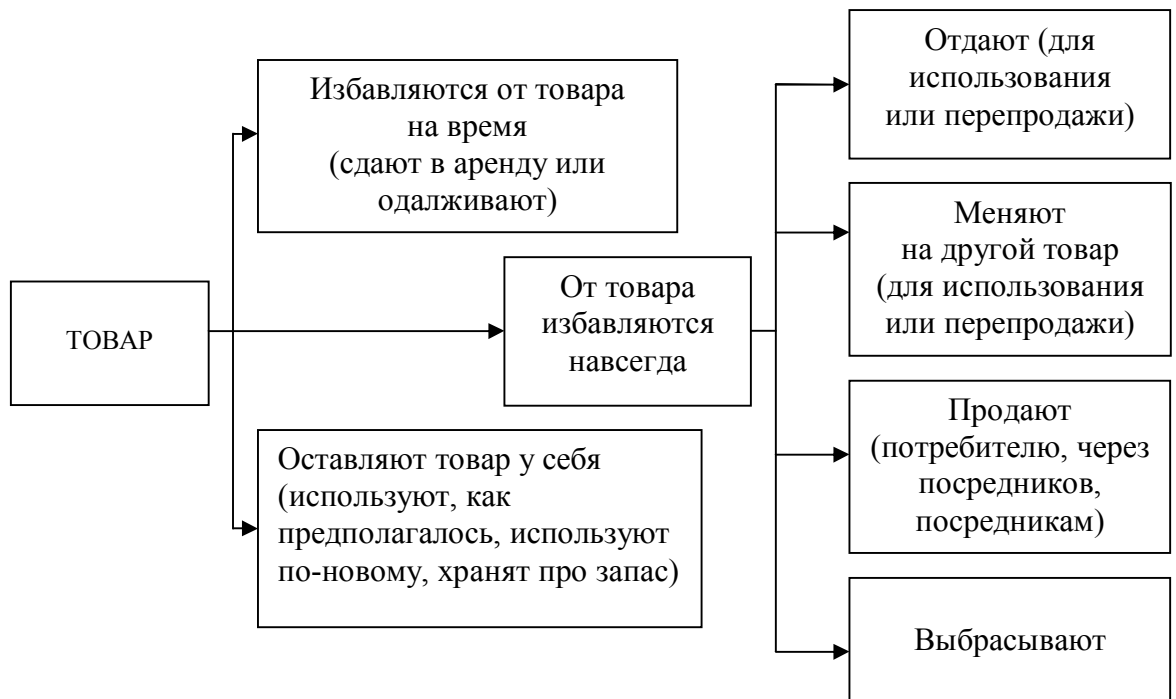 ТОВАР
Избавляются от товара
на время
(сдают в аренду или
одалживают)
От товара
избавляются
навсегда
Оставляют товар у себя
(используют, как
предполагалось, используют
по-новому, хранят про запас)
Отдают (для
использования
или перепродажи)
Меняют
на другой товар
(для использования
или перепродажи)
Продают
(потребителю, через
посредников,
посредникам)
Выбрасывают